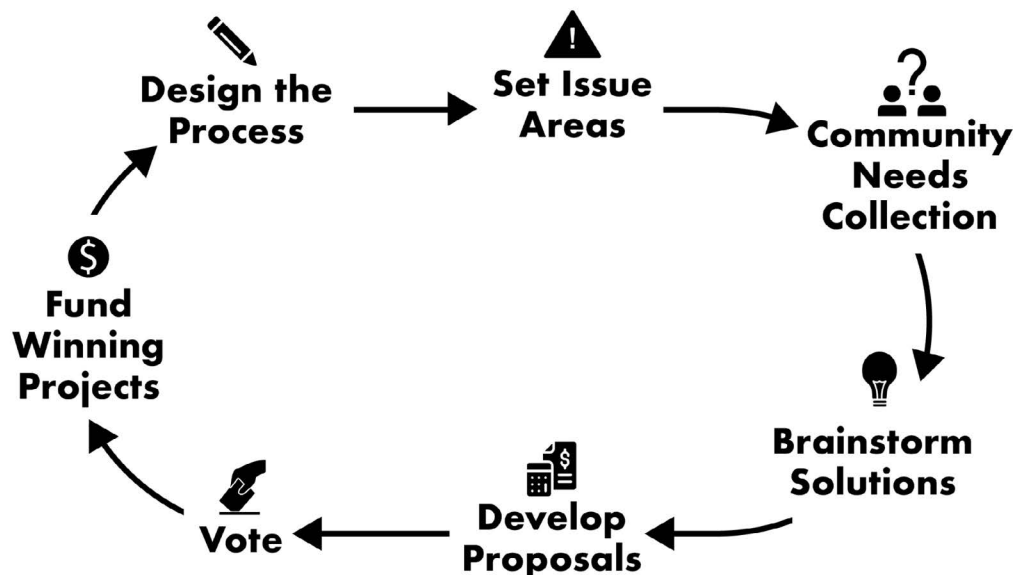 Design the
Process
Set Issue
Areas
Community
Needs
Collection
Brainstorm
Solutions
Develop
Proposals
Vote
Fund
Winning
Projects